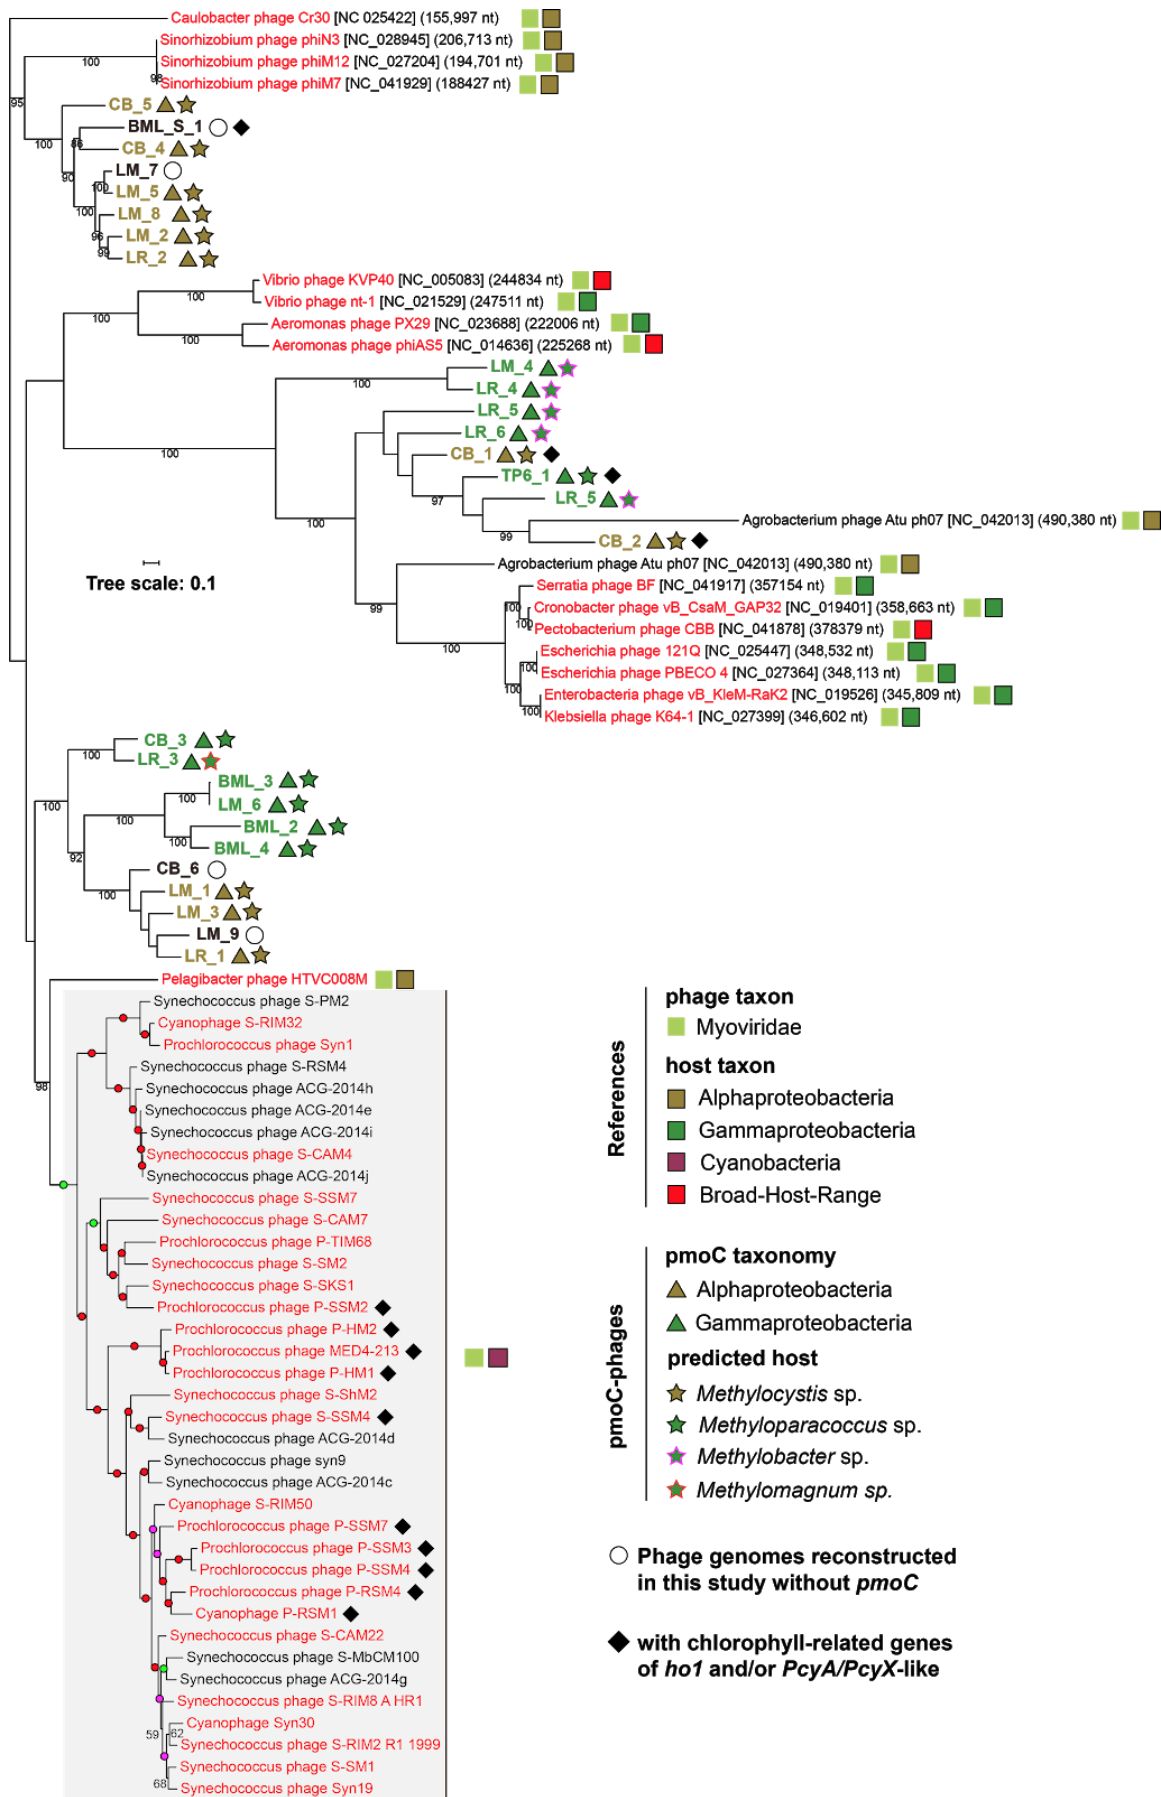 Caulobacter phage Cr30 [NC 025422] (155,997 nt)
Sinorhizobium phage phiN3 [NC_028945] (206,713 nt)
100
Sinorhizobium phage phiM12 [NC_027204] (194,701 nt)
98
Sinorhizobium phage phiM7 [NC_041929] (188427 nt)
95
CB_5
BML_S_1
100
86
CB_4
LM_7
90
100
LM_5
100
LM_8
96
LM_2
99
LR_2
Vibrio phage KVP40 [NC_005083] (244834 nt)
100
Vibrio phage nt-1 [NC_021529] (247511 nt)
100
Aeromonas phage PX29 [NC_023688] (222006 nt)
100
Aeromonas phage phiAS5 [NC_014636] (225268 nt)
LM_4
100
LR_4
LR_5
LR_6
100
CB_1
TP6_1
97
LR_5
100
Agrobacterium phage Atu ph07 [NC_042013] (490,380 nt)
99
CB_2
Agrobacterium phage Atu ph07 [NC_042013] (490,380 nt)
Tree scale: 0.1
Serratia phage BF [NC_041917] (357154 nt)
99
100
Cronobacter phage vB_CsaM_GAP32 [NC_019401] (358,663 nt)
100
Pectobacterium phage CBB [NC_041878] (378379 nt)
100
Escherichia phage 121Q [NC_025447] (348,532 nt)
Escherichia phage PBECO 4 [NC_027364] (348,113 nt)
100
Enterobacteria phage vB_KleM-RaK2 [NC_019526] (345,809 nt)
100
Klebsiella phage K64-1 [NC_027399] (346,602 nt)
CB_3
100
LR_3
BML_3
100
100
LM_6
100
BML_2
100
BML_4
92
CB_6
100
LM_1
LM_3
LM_9
LR_1
Pelagibacter phage HTVC008M
Synechococcus phage S-PM2
Cyanophage S-RIM32
Prochlorococcus phage Syn1
Synechococcus phage S-RSM4
98
Synechococcus phage ACG-2014h
Synechococcus phage ACG-2014e
Synechococcus phage ACG-2014i
Synechococcus phage S-CAM4
Synechococcus phage ACG-2014j
Synechococcus phage S-SSM7
Synechococcus phage S-CAM7
Prochlorococcus phage P-TIM68
Synechococcus phage S-SM2
Synechococcus phage S-SKS1
Prochlorococcus phage P-SSM2
Prochlorococcus phage P-HM2
Prochlorococcus phage MED4-213
Prochlorococcus phage P-HM1
Synechococcus phage S-ShM2
Synechococcus phage S-SSM4
Synechococcus phage ACG-2014d
Synechococcus phage syn9
Synechococcus phage ACG-2014c
Cyanophage S-RIM50
Prochlorococcus phage P-SSM7
Prochlorococcus phage P-SSM3
Prochlorococcus phage P-SSM4
Prochlorococcus phage P-RSM4
Cyanophage P-RSM1
Synechococcus phage S-CAM22
Synechococcus phage S-MbCM100
Synechococcus phage ACG-2014g
Synechococcus phage S-RIM8 A HR1
Cyanophage Syn30
59
62
Synechococcus phage S-RIM2 R1 1999
Synechococcus phage S-SM1
68
Synechococcus phage Syn19
References
phage taxon
Myoviridae
host taxon
Alphaproteobacteria
Gammaproteobacteria
Cyanobacteria
Broad-Host-Range
pmoC-phages
pmoC taxonomy
Alphaproteobacteria
Gammaproteobacteria
predicted host
Methylocystis sp.
Methyloparacoccus sp.
Methylobacter sp.
Methylomagnum sp.
Phage genomes reconstructed
in this study without pmoC
with chlorophyll-related genes
of ho1 and/or PcyA/PcyX-like